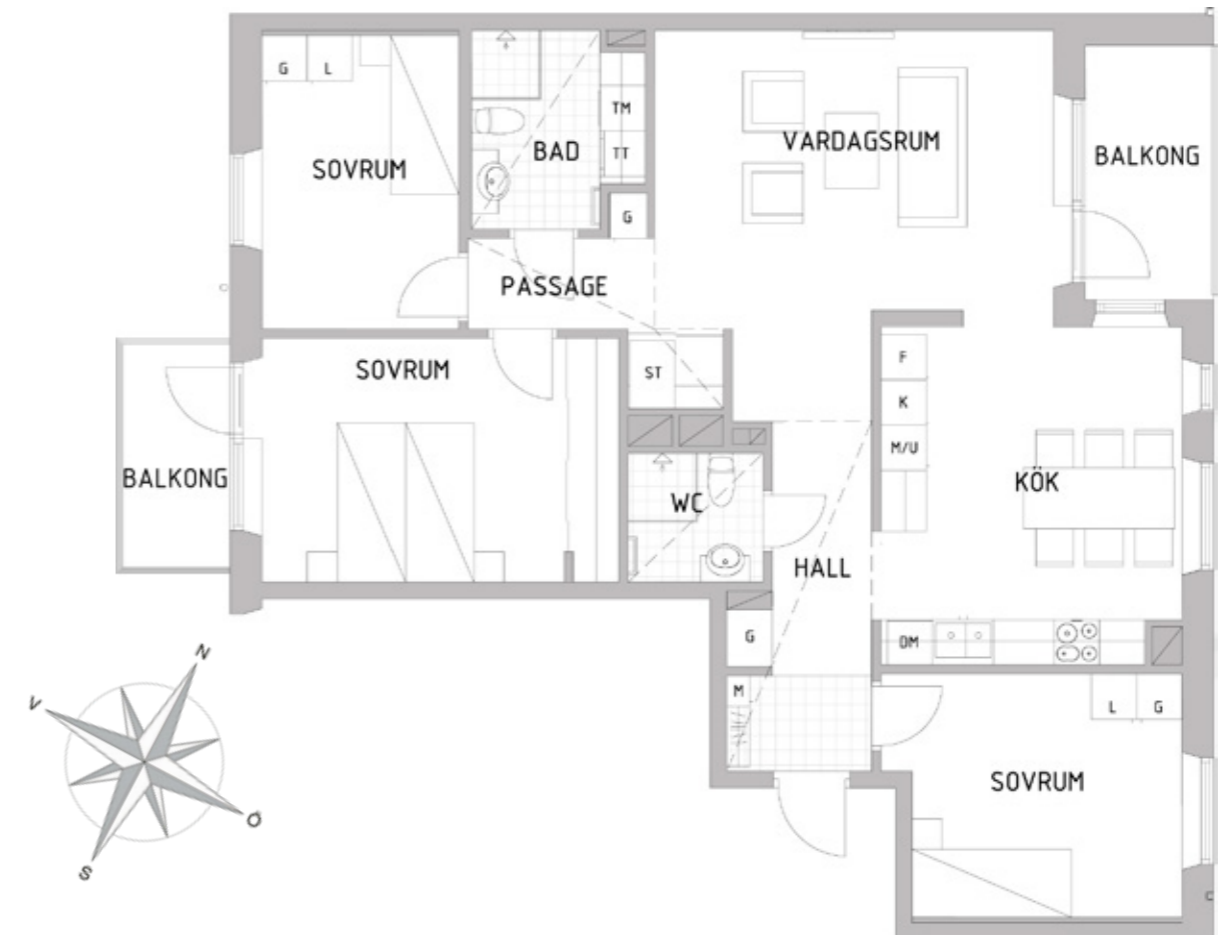 G L
SOVRUM
BAD
TM
TT
G
VARDAGSRUM
BALKONG
PASSAGE
SOVRUM
ST
BALKONG
WC
HALL
F
K
M/U
KÖK
G
DM
M
L G
SOVRUM
N
V
Ö
S